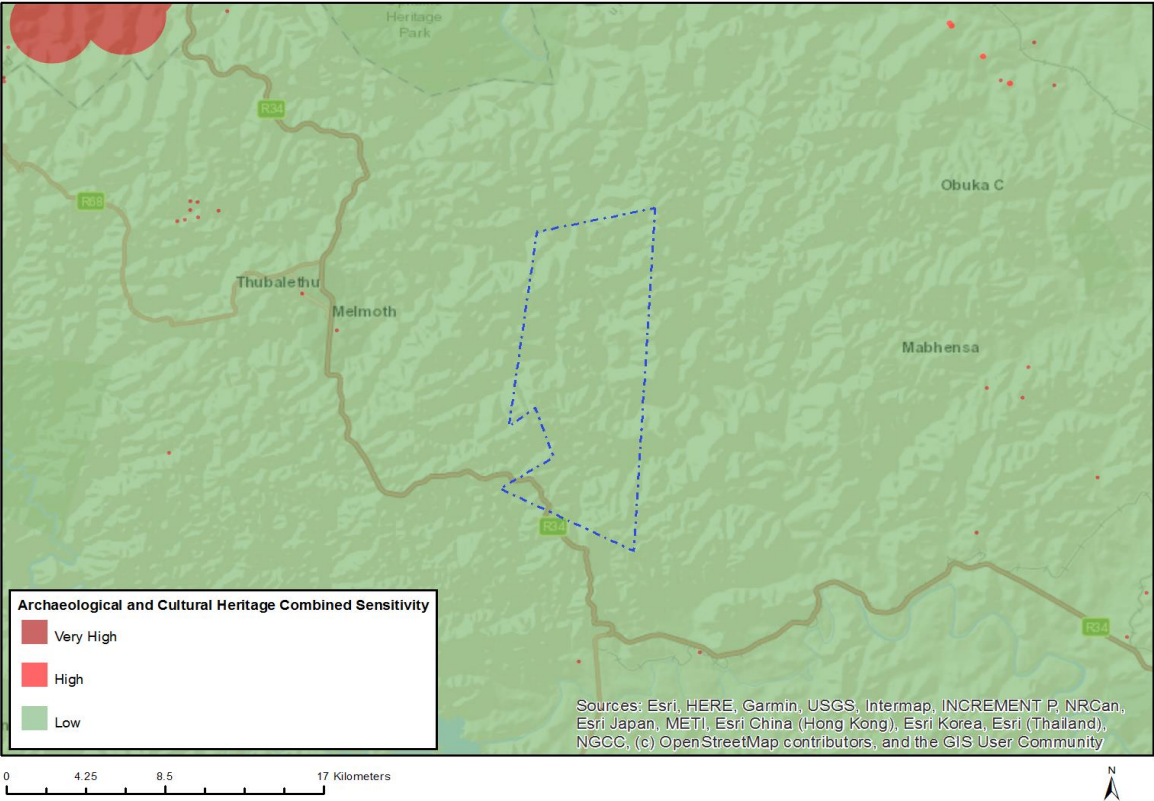 Heritage
Park
R34
Obuka C
R68
Thubalethu
Melmoth
Mabhensa
R34
Archaeological and Cultural Heritage Combined Sensitivity
Very High
High
Low
R34
Sources: Esri, HERE, Garmin, USGS, Intermap, INCREMENT P, NRCan,
Esri Japan, METI, Esri China (Hong Kong), Esri Korea, Esri (Thailand),
NGCC, (c) OpenStreetMap contributors, and the GIS User Community
0 4.25 8.5 17 Kilometers
N